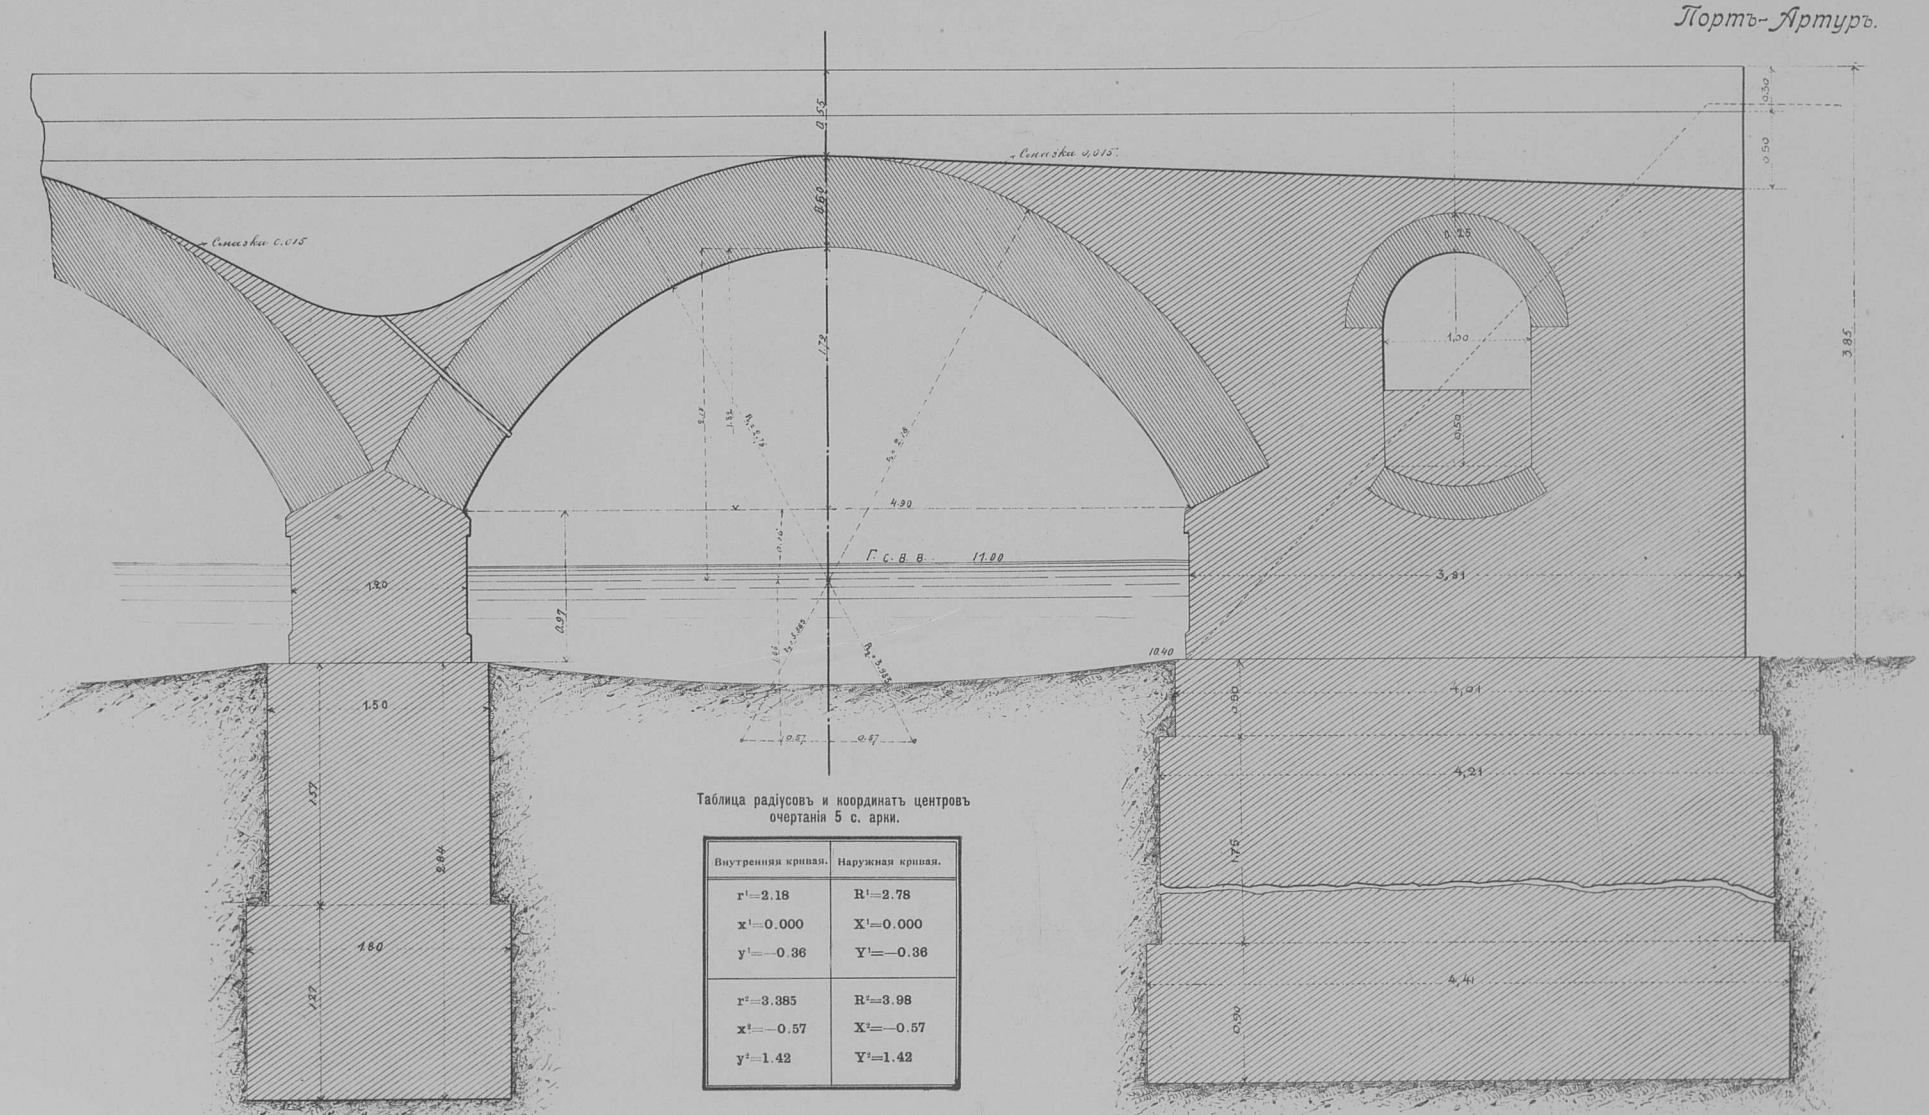 Портъ-Артуръ.
0.55
0.30
0.50
Смазка 0,015.
0.60
Смазка 0.015
0.25
1,00
3.85
1,72
0,50
4.90
Г. с. в. в. 11.00
1.20
3,81
0.97
10.40
1.50
4,01
0.57
0.57
4,21
1.57
Таблица радіусовъ и координатъ центровъ
очертанія 5 с. арки.
2.84
1.75
Внутренняя кривая. Наружная кривая.
r¹=2.18 R¹=2.78
x¹=0.000 X¹=0.000
y¹=—0.36 Y¹=—0.36
1.80
4,41
r²=3.385 R²=3.98
x²=—0.57 X²=—0.57
y²=1.42 Y²=1.42
1.27
0,90